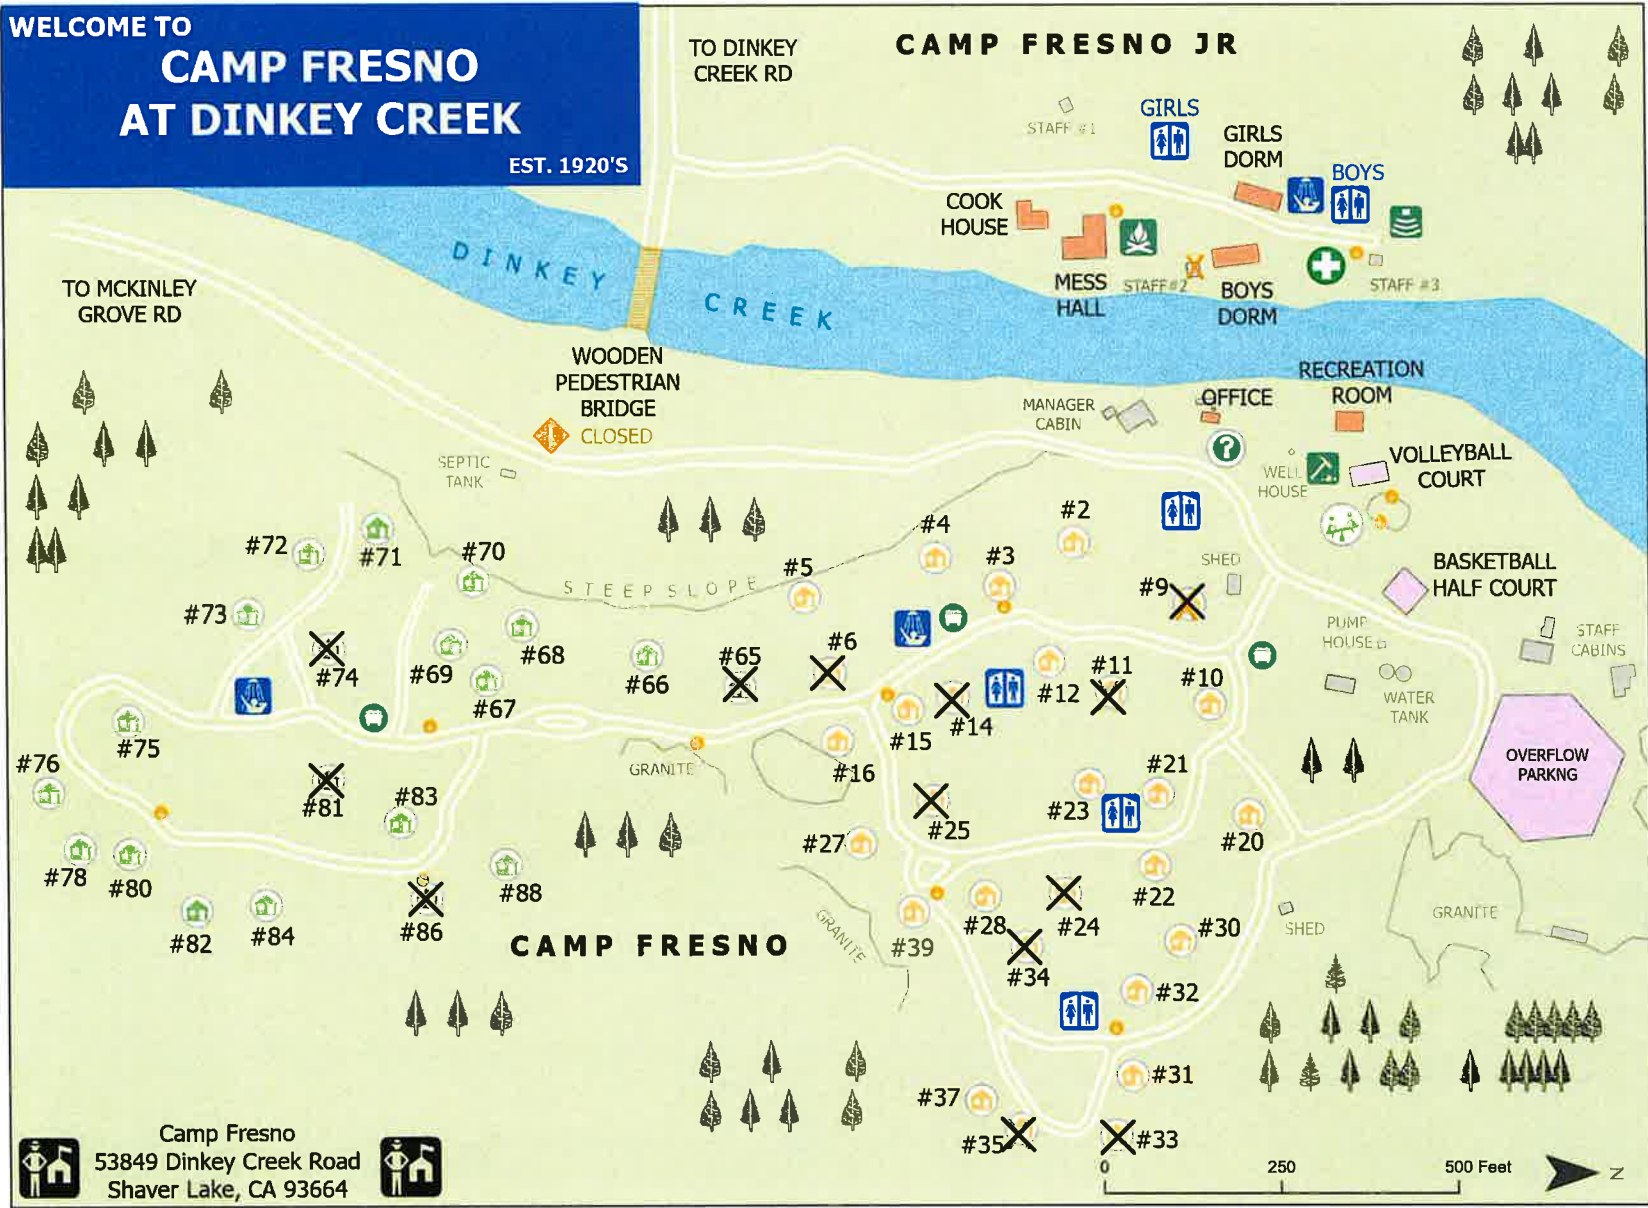 WELCOME TO
CAMP FRESNO
AT DINKEY CREEK
EST. 1920'S
TO DINKEY
CREEK RD
CAMP FRESNO JR
STAFF #1
GIRLS
GIRLS
DORM
BOYS
COOK
HOUSE
MESS
HALL
STAFF#2
BOYS
DORM
STAFF #3
DINKEY
CREEK
TO MCKINLEY
GROVE RD
WOODEN
PEDESTRIAN
BRIDGE
CLOSED
RECREATION
ROOM
OFFICE
MANAGER
CABIN
?
WELL
HOUSE
VOLLEYBALL
COURT
SEPTIC
TANK
#72
#71
#70
#5
#4
#3
#2
SHED
#9
BASKETBALL
HALF COURT
STEEP SLOPE
#73
#74
#69
#68
#67
#66
#65
#6
#12
#11
#10
PUMP
HOUSE
STAFF
CABINS
WATER
TANK
#75
#76
#15
#14
#16
GRANITE
OVERFLOW
PARKNG
#81
#83
#25
#23
#21
#20
#27
#78
#80
#88
#22
#82
#84
#86
CAMP FRESNO
GRANITE
#39
#28
#24
#34
#30
SHED
GRANITE
#32
#31
#37
#35
#33
Camp Fresno
53849 Dinkey Creek Road
Shaver Lake, CA 93664
0
250
500 Feet
N